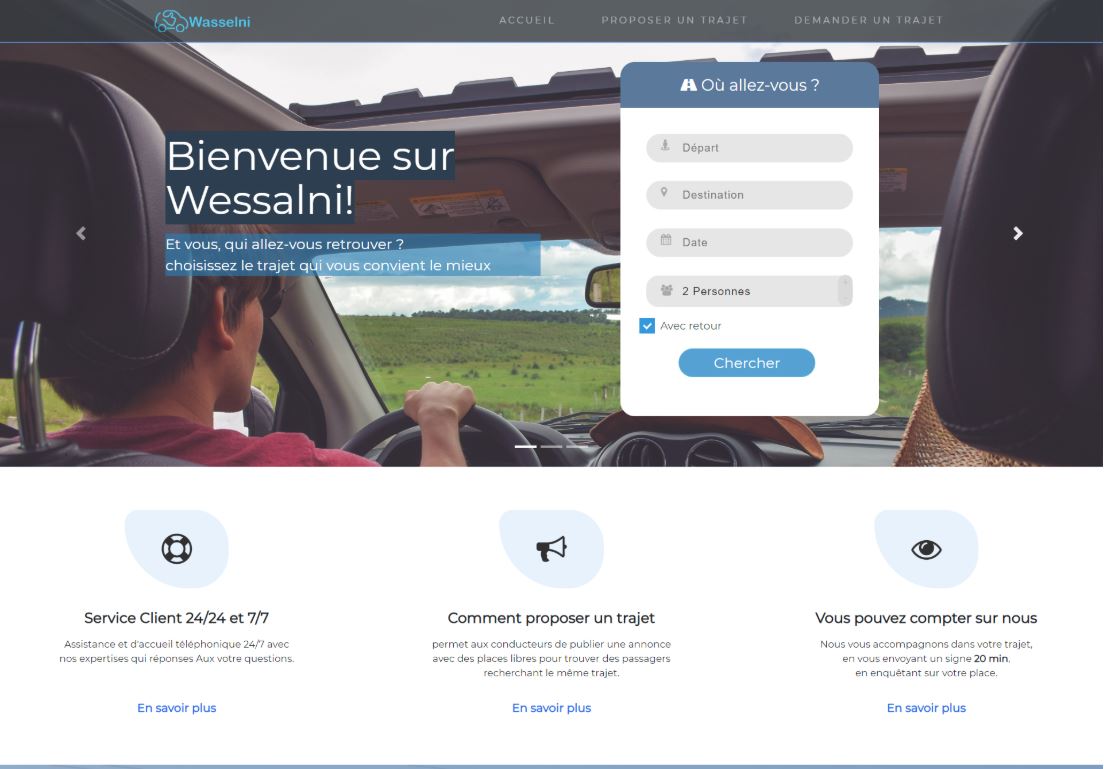 Wasselni
ACCUEIL
PROPOSER UN TRAJET
DEMANDER UN TRAJET
Bienvenue sur
Wessalni!
Et vous, qui allez-vous retrouver ?
choisissez le trajet qui vous convient le mieux
Où allez-vous ?
Départ
Destination
Date
2 Personnes
Avec retour
Chercher
Service Client 24/24 et 7/7
Assistance et d'accueil téléphonique 24/7 avec
nos expertises qui réponses Aux votre questions.
En savoir plus
Comment proposer un trajet
permet aux conducteurs de publier une annonce
avec des places libres pour trouver des passagers
recherchant le même trajet.
En savoir plus
Vous pouvez compter sur nous
Nous vous accompagnons dans votre trajet,
en vous envoyant un signe 20 min,
en enquêtant sur votre place.
En savoir plus